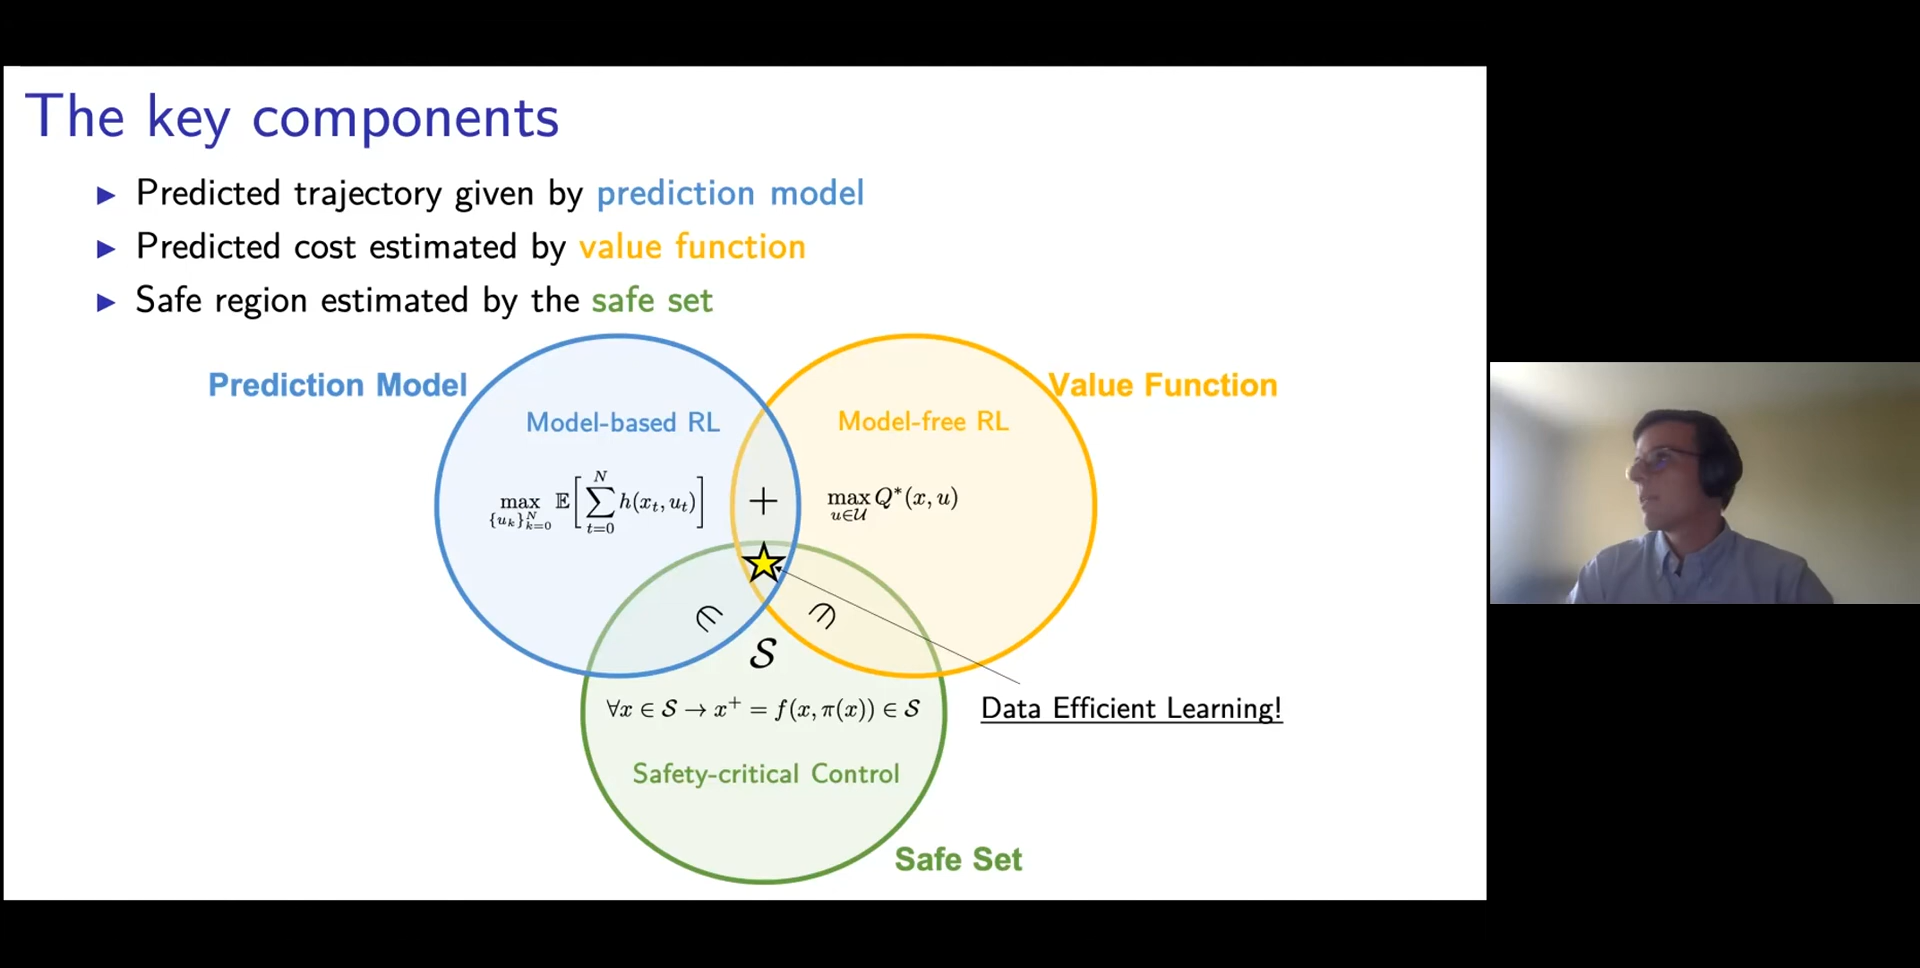 The key components
▶ Predicted trajectory given by prediction model
▶ Predicted cost estimated by value function
▶ Safe region estimated by the safe set
Prediction Model
Value Function
Model-based RL
Model-free RL
max_{\{u_k\}_{k=0}^{N}} 𝔼[∑_{t=0}^{N} h(x_t, u_t)]
+
max_{u∈𝒰} Q*(x, u)
∈
∋
𝒮
∀x ∈ 𝒮 → x⁺ = f(x, π(x)) ∈ 𝒮
Data Efficient Learning!
Safety-critical Control
Safe Set